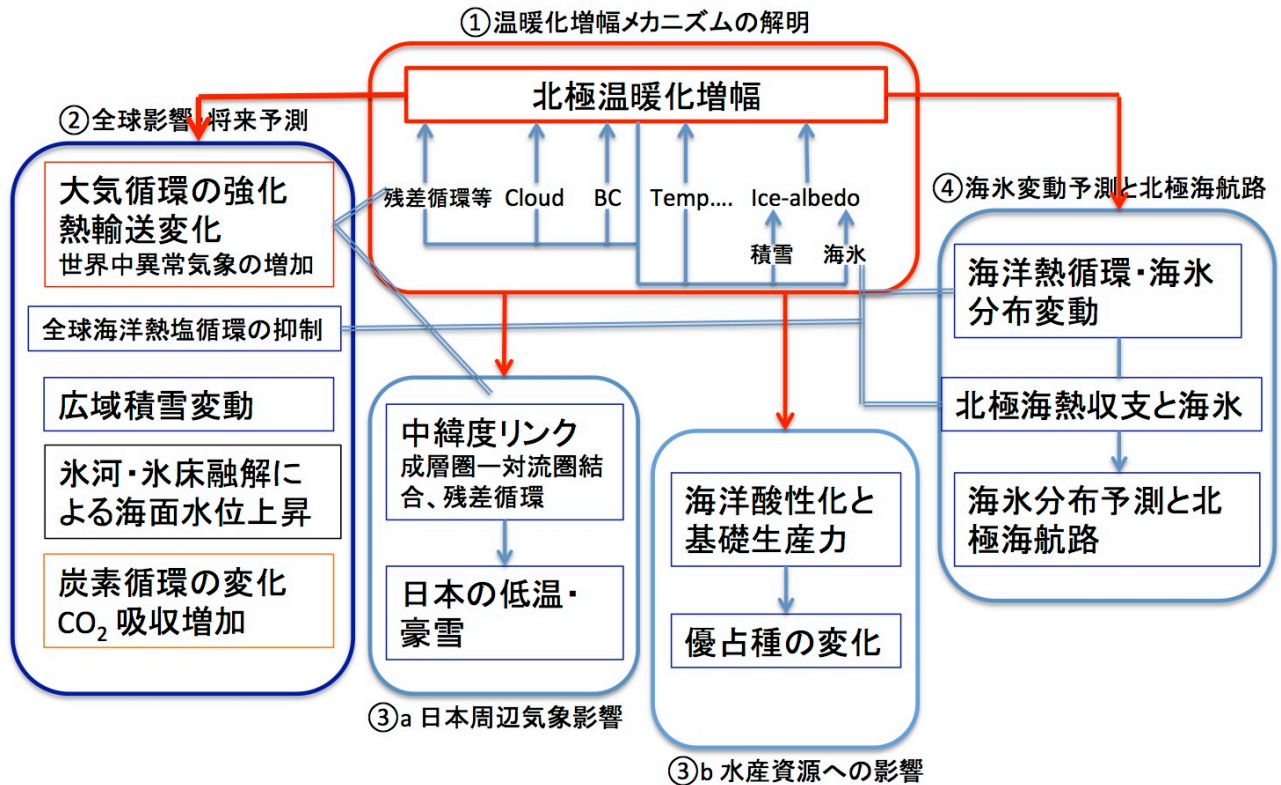 ①温暖化増幅メカニズムの解明
北極温暖化増幅
残差循環等 Cloud BC Temp.... Ice-albedo
積雪 海氷
②全球影響 将来予測
大気循環の強化
熱輸送変化
世界中異常気象の増加
全球海洋熱塩循環の抑制
広域積雪変動
氷河・氷床融解に
よる海面水位上昇
炭素循環の変化
CO₂ 吸収増加
中緯度リンク
成層圏ー対流圏結
合、残差循環
日本の低温・
豪雪
③a 日本周辺気象影響
海洋酸性化と
基礎生産力
優占種の変化
③b 水産資源への影響
④海氷変動予測と北極海航路
海洋熱循環・海氷
分布変動
北極海熱収支と海氷
海氷分布予測と北
極海航路